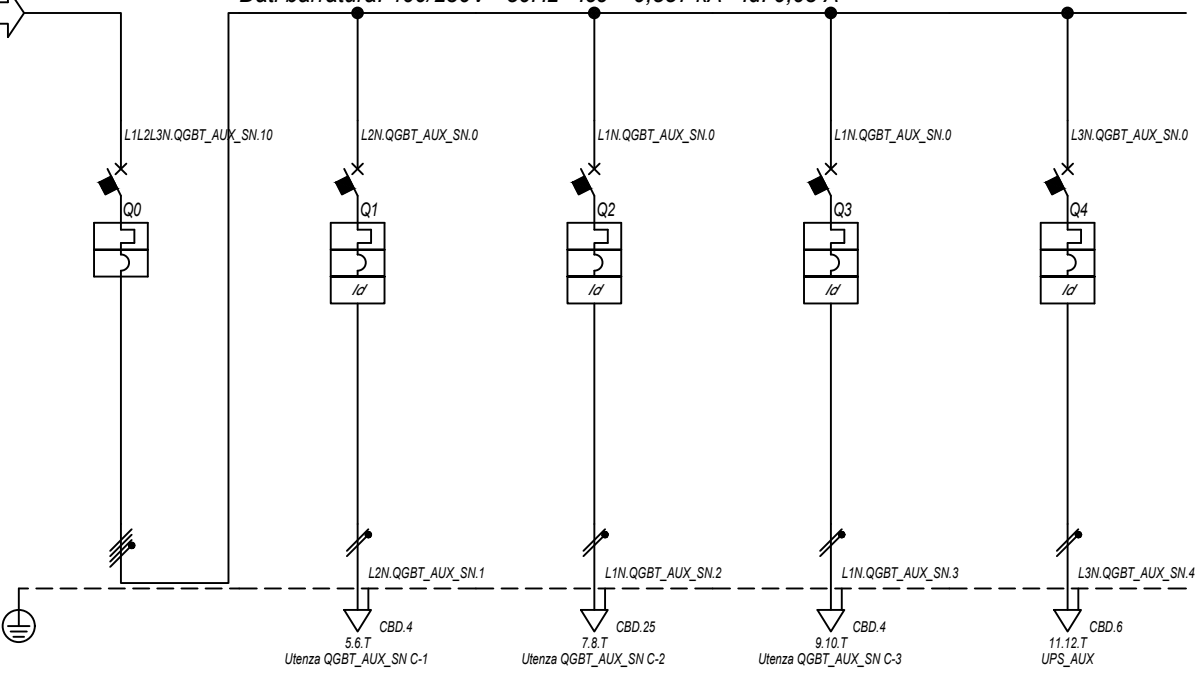 L1L2L3N.QGBT_AUX_SN.10
L2N.QGBT_AUX_SN.0
L1N.QGBT_AUX_SN.0
L1N.QGBT_AUX_SN.0
L3N.QGBT_AUX_SN.0
Q0
Q1
Q2
Q3
Q4
Id
Id
Id
Id
L2N.QGBT_AUX_SN.1
L1N.QGBT_AUX_SN.2
L1N.QGBT_AUX_SN.3
L3N.QGBT_AUX_SN.4
CBD.4
CBD.25
CBD.4
CBD.6
5.6.T
7.8.T
9.10.T
11.12.T
Utenza QGBT_AUX_SN C-1
Utenza QGBT_AUX_SN C-2
Utenza QGBT_AUX_SN C-3
UPS_AUX